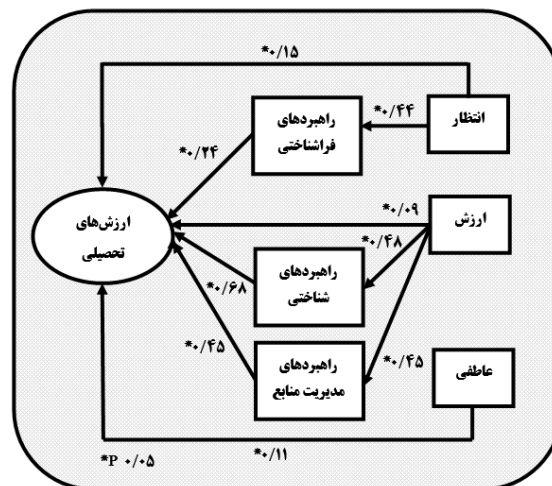 *۰/۱۵
راهبردهای
فراشناختی
*۰/۴۴
انتظار
*۰/۲۴
ارزش‌های
تحصیلی
*۰/۰۹
ارزش
*۰/۴۸
راهبردهای
شناختی
*۰/۶۸
*۰/۴۵
راهبردهای
مدیریت منابع
*۰/۴۵
عاطفی
*۰/۱۱
*P ۰/۰۵